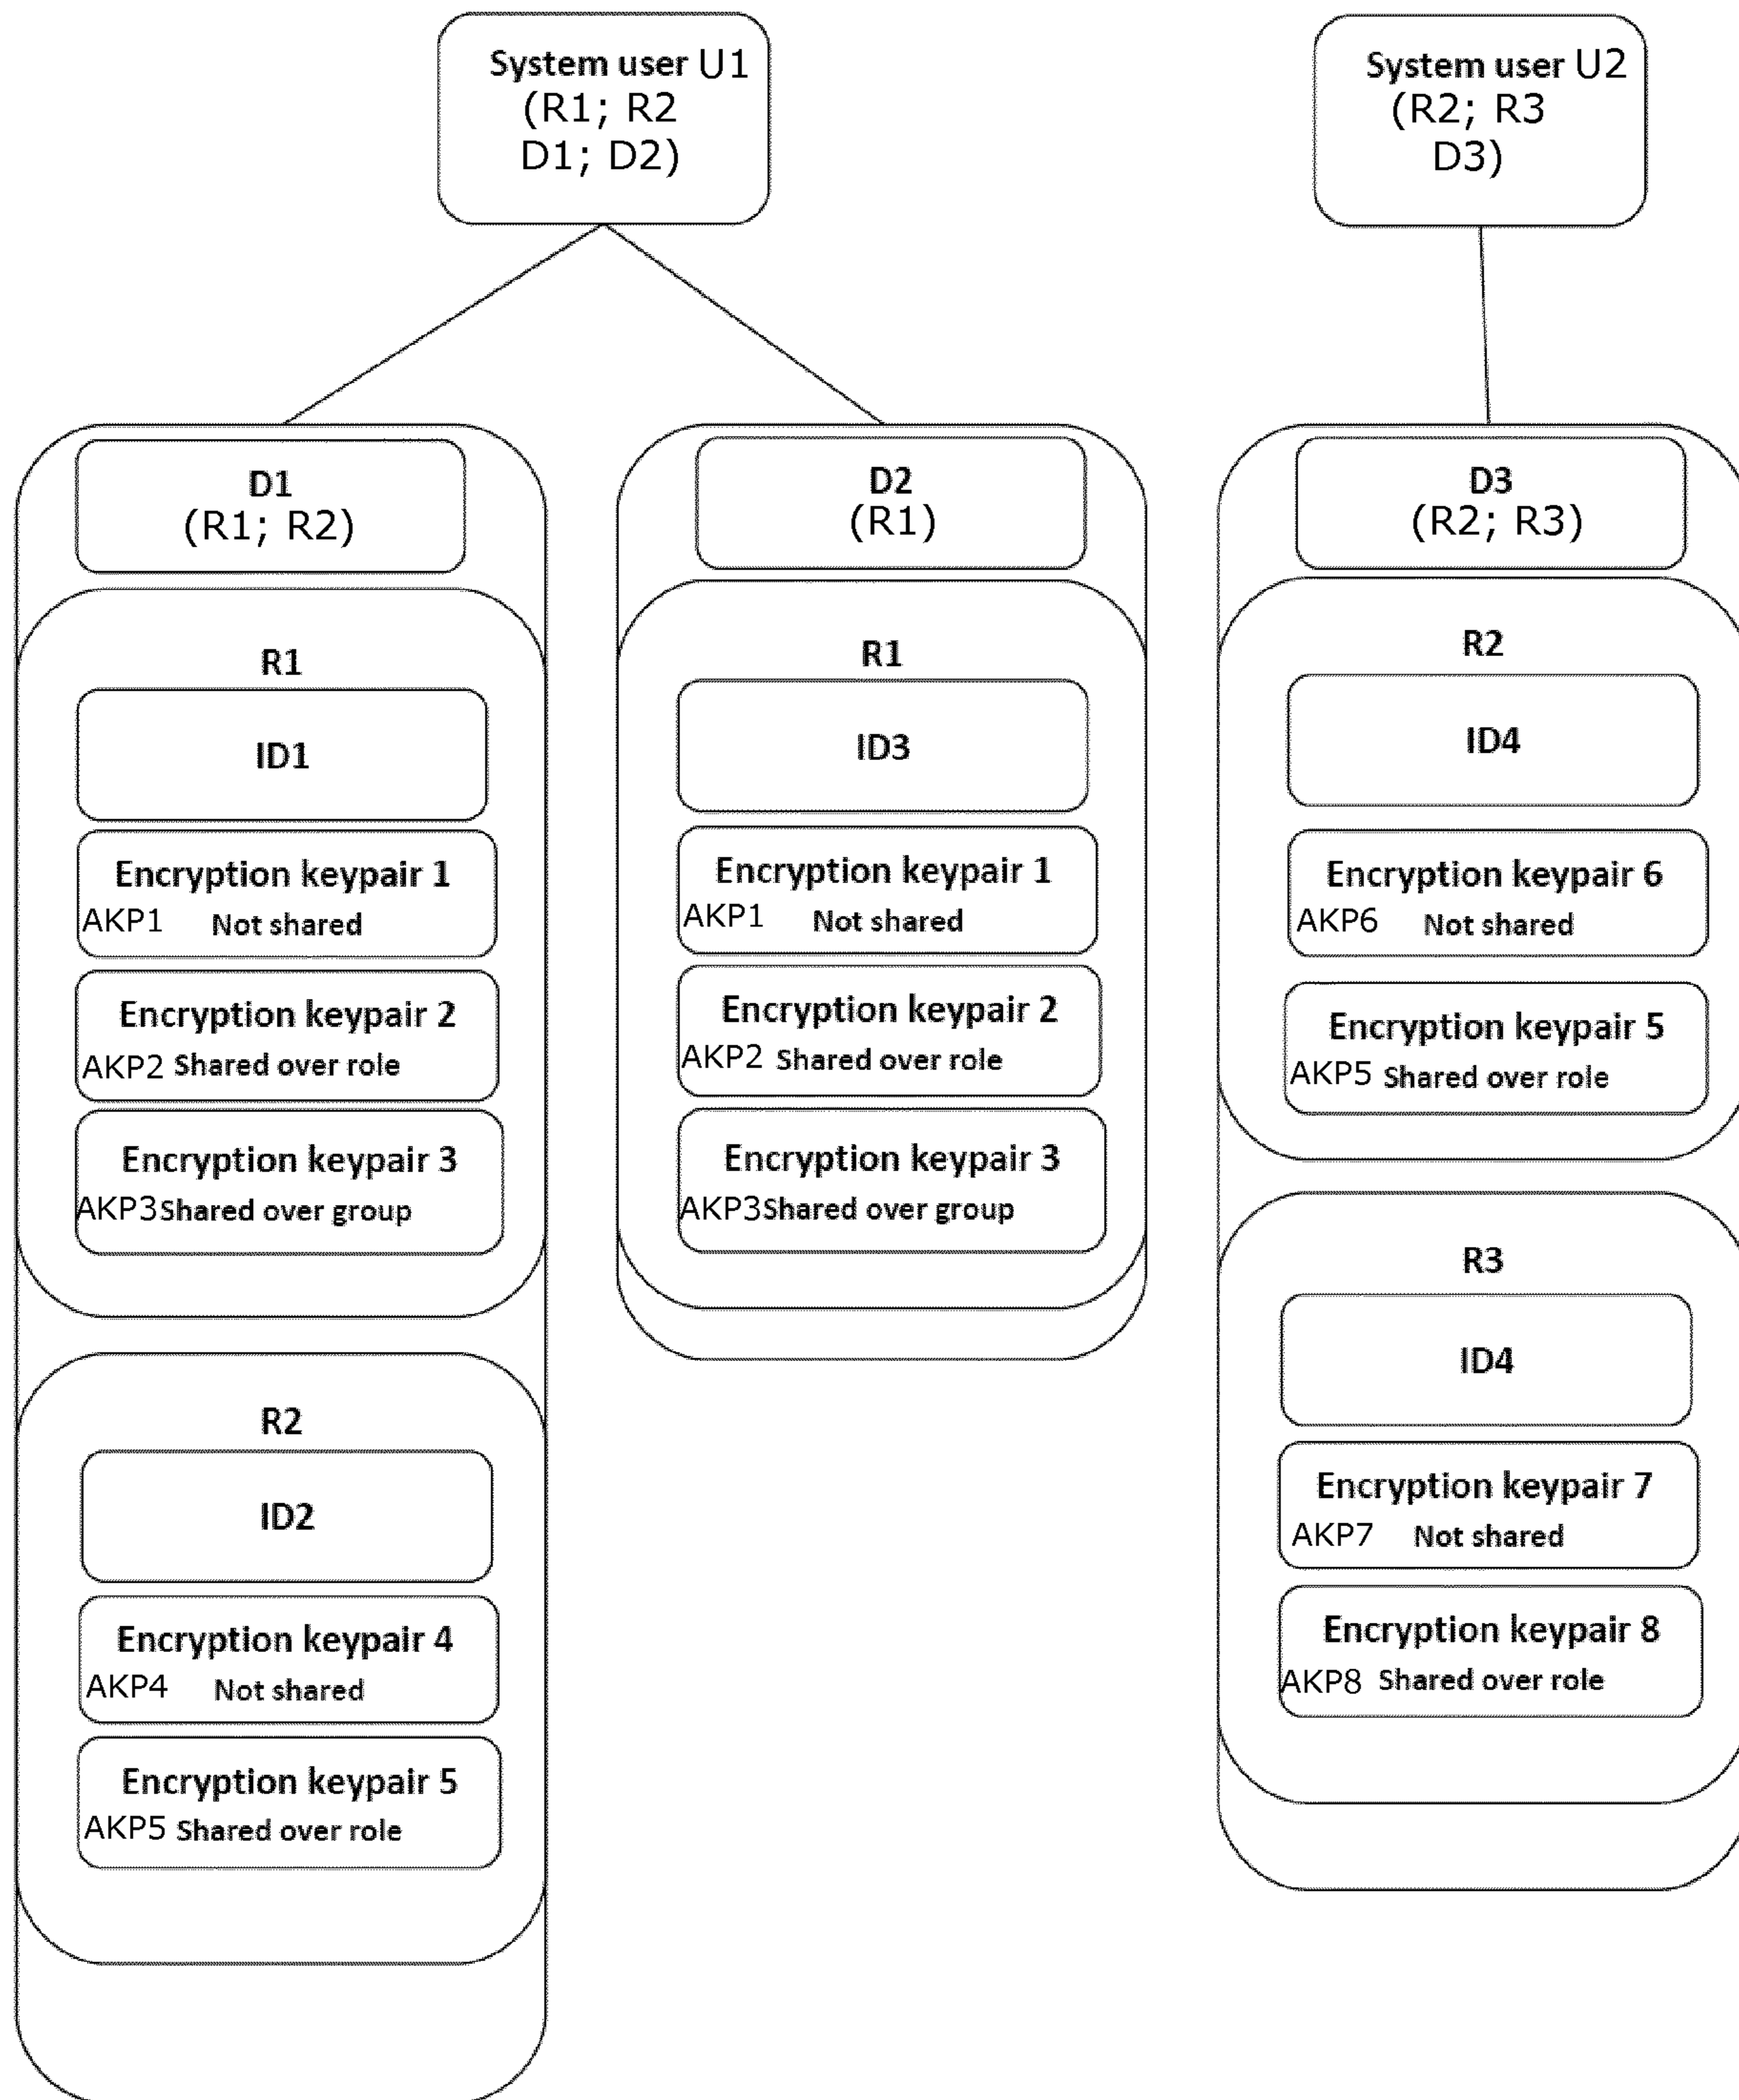 System user U1
(R1; R2
D1; D2)
System user U2
(R2; R3
D3)
D1
(R1; R2)
R1
ID1
Encryption keypair 1
AKP1 Not shared
Encryption keypair 2
AKP2 Shared over role
Encryption keypair 3
AKP3 Shared over group
R2
ID2
Encryption keypair 4
AKP4 Not shared
Encryption keypair 5
AKP5 Shared over role
D2
(R1)
R1
ID3
Encryption keypair 1
AKP1 Not shared
Encryption keypair 2
AKP2 Shared over role
Encryption keypair 3
AKP3 Shared over group
D3
(R2; R3)
R2
ID4
Encryption keypair 6
AKP6 Not shared
Encryption keypair 5
AKP5 Shared over role
R3
ID4
Encryption keypair 7
AKP7 Not shared
Encryption keypair 8
AKP8 Shared over role